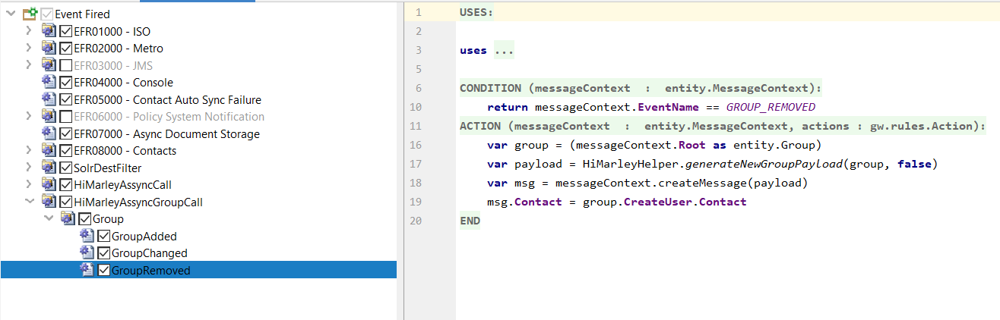 Event Fired
EFR01000 - ISO
EFR02000 - Metro
EFR03000 - JMS
EFR04000 - Console
EFR05000 - Contact Auto Sync Failure
EFR06000 - Policy System Notification
EFR07000 - Async Document Storage
EFR08000 - Contacts
SolrDestFilter
HiMarleyAssyncCall
HiMarleyAssyncGroupCall
Group
GroupAdded
GroupChanged
GroupRemoved
1 USES:
2
3 uses ...
5
6 CONDITION (messageContext : entity.MessageContext):
10 return messageContext.EventName == GROUP_REMOVED
11 ACTION (messageContext : entity.MessageContext, actions : gw.rules.Action):
16 var group = (messageContext.Root as entity.Group)
17 var payload = HiMarleyHelper.generateNewGroupPayload(group, false)
18 var msg = messageContext.createMessage(payload)
19 msg.Contact = group.CreateUser.Contact
20 END